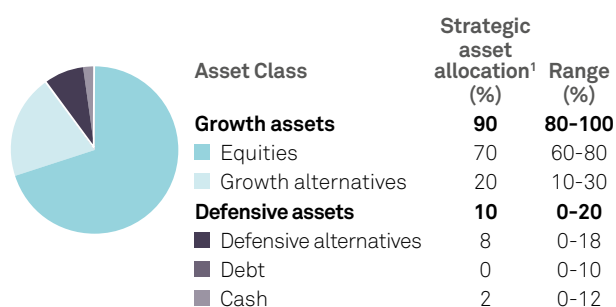 Strategic
asset
Asset Class allocation¹ Range
(%) (%)
Growth assets 90 80-100
Equities 70 60-80
Growth alternatives 20 10-30
Defensive assets 10 0-20
Defensive alternatives 8 0-18
Debt 0 0-10
Cash 2 0-12